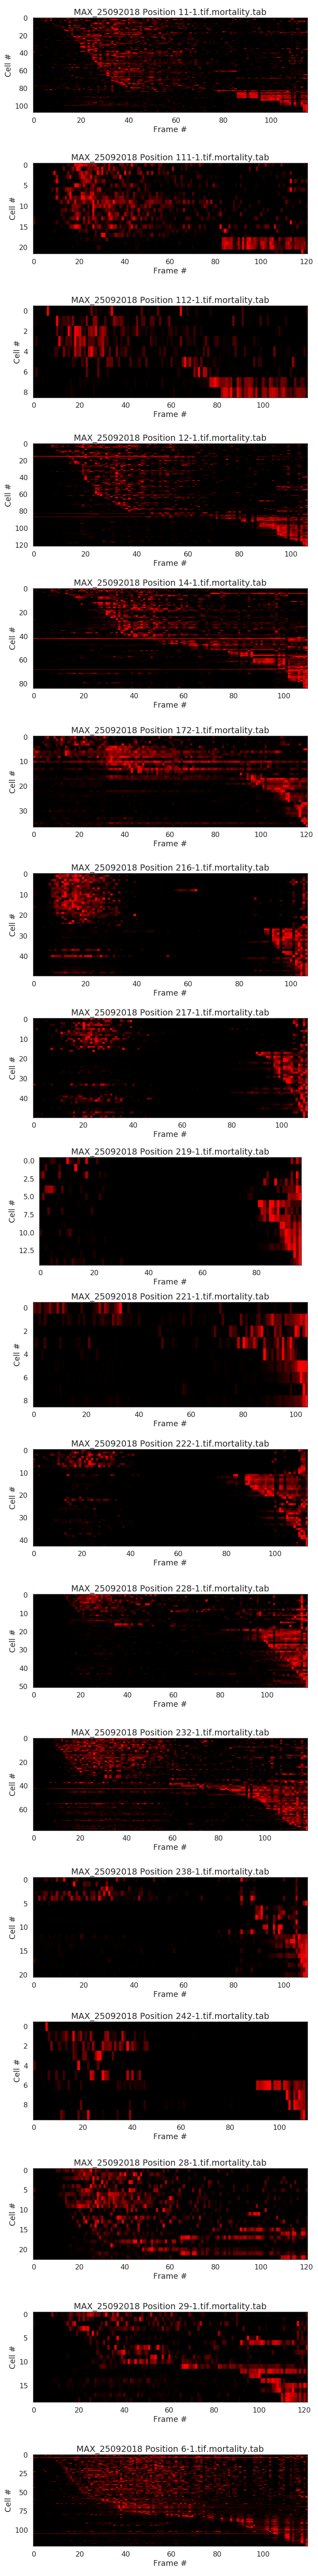 MAX_25092018 Position 11-1.tif.mortality.tab
Cell #
0
20
40
60
80
100
0 20 40 60 80 100
Frame #
MAX_25092018 Position 111-1.tif.mortality.tab
Cell #
0
5
10
15
20
0 20 40 60 80 100 120
Frame #
MAX_25092018 Position 112-1.tif.mortality.tab
Cell #
0
2
4
6
8
0 20 40 60 80 100
Frame #
MAX_25092018 Position 12-1.tif.mortality.tab
Cell #
0
20
40
60
80
100
120
0 20 40 60 80 100
Frame #
MAX_25092018 Position 14-1.tif.mortality.tab
Cell #
0
20
40
60
80
0 20 40 60 80 100
Frame #
MAX_25092018 Position 172-1.tif.mortality.tab
Cell #
0
10
20
30
0 20 40 60 80 100 120
Frame #
MAX_25092018 Position 216-1.tif.mortality.tab
Cell #
0
10
20
30
40
0 20 40 60 80 100
Frame #
MAX_25092018 Position 217-1.tif.mortality.tab
Cell #
0
10
20
30
40
0 20 40 60 80 100
Frame #
MAX_25092018 Position 219-1.tif.mortality.tab
Cell #
0.0
2.5
5.0
7.5
10.0
12.5
0 20 40 60 80
Frame #
MAX_25092018 Position 221-1.tif.mortality.tab
Cell #
0
2
4
6
8
0 20 40 60 80 100
Frame #
MAX_25092018 Position 222-1.tif.mortality.tab
Cell #
0
10
20
30
40
0 20 40 60 80 100
Frame #
MAX_25092018 Position 228-1.tif.mortality.tab
Cell #
0
10
20
30
40
50
0 20 40 60 80 100
Frame #
MAX_25092018 Position 232-1.tif.mortality.tab
Cell #
0
20
40
60
0 20 40 60 80 100
Frame #
MAX_25092018 Position 238-1.tif.mortality.tab
Cell #
0
5
10
15
20
0 20 40 60 80 100
Frame #
MAX_25092018 Position 242-1.tif.mortality.tab
Cell #
0
2
4
6
8
0 20 40 60 80 100
Frame #
MAX_25092018 Position 28-1.tif.mortality.tab
Cell #
0
5
10
15
20
0 20 40 60 80 100 120
Frame #
MAX_25092018 Position 29-1.tif.mortality.tab
Cell #
0
5
10
15
0 20 40 60 80 100 120
Frame #
MAX_25092018 Position 6-1.tif.mortality.tab
Cell #
0
25
50
75
100
0 20 40 60 80 100
Frame #